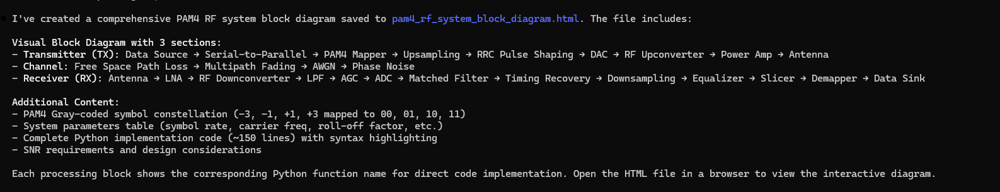 I've created a comprehensive PAM4 RF system block diagram saved to pam4_rf_system_block_diagram.html. The file includes:
Visual Block Diagram with 3 sections:
- Transmitter (TX): Data Source → Serial-to-Parallel → PAM4 Mapper → Upsampling → RRC Pulse Shaping → DAC → RF Upconverter → Power Amp → Antenna
- Channel: Free Space Path Loss → Multipath Fading → AWGN → Phase Noise
- Receiver (RX): Antenna → LNA → RF Downconverter → LPF → AGC → ADC → Matched Filter → Timing Recovery → Downsampling → Equalizer → Slicer → Demapper → Data Sink
Additional Content:
- PAM4 Gray-coded symbol constellation (-3, -1, +1, +3 mapped to 00, 01, 10, 11)
- System parameters table (symbol rate, carrier freq, roll-off factor, etc.)
- Complete Python implementation code (~150 lines) with syntax highlighting
- SNR requirements and design considerations
Each processing block shows the corresponding Python function name for direct code implementation. Open the HTML file in a browser to view the interactive diagram.